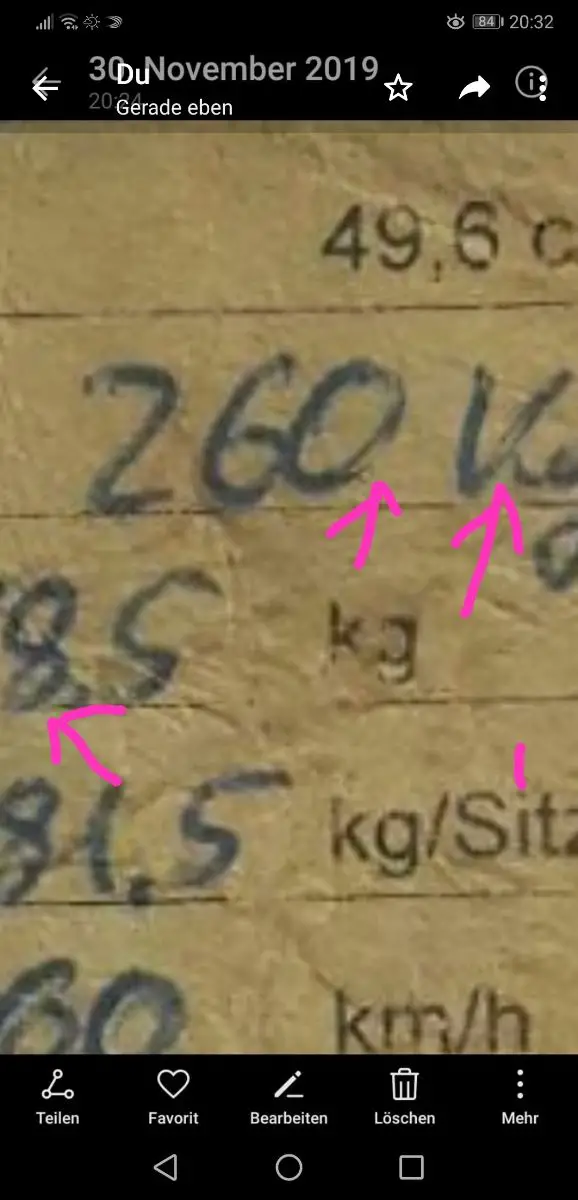 84 20:32
30. November 2019
Du
20:24
Gerade eben
49,6
260
85 kg
81,5 kg/Sitz
60 km/h
Teilen Favorit Bearbeiten Löschen Mehr